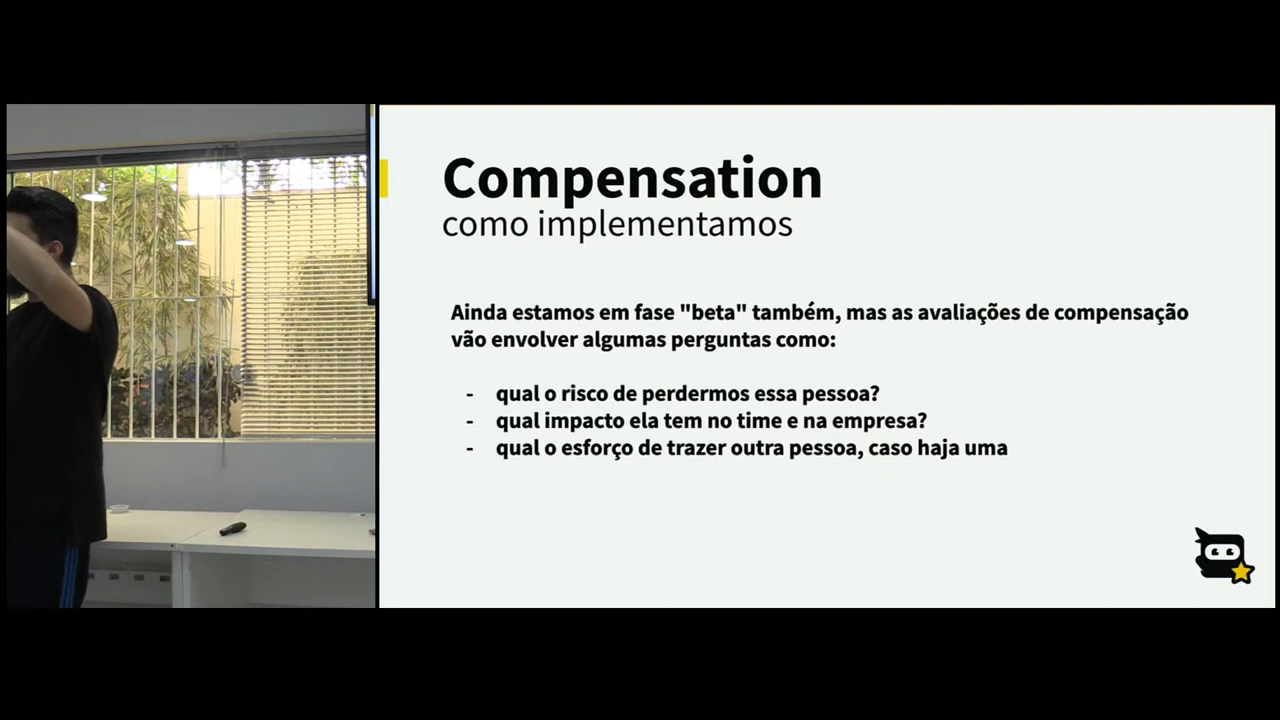 Compensation
como implementamos
Ainda estamos em fase "beta" também, mas as avaliações de compensação
vão envolver algumas perguntas como:
- qual o risco de perdermos essa pessoa?
- qual impacto ela tem no time e na empresa?
- qual o esforço de trazer outra pessoa, caso haja uma